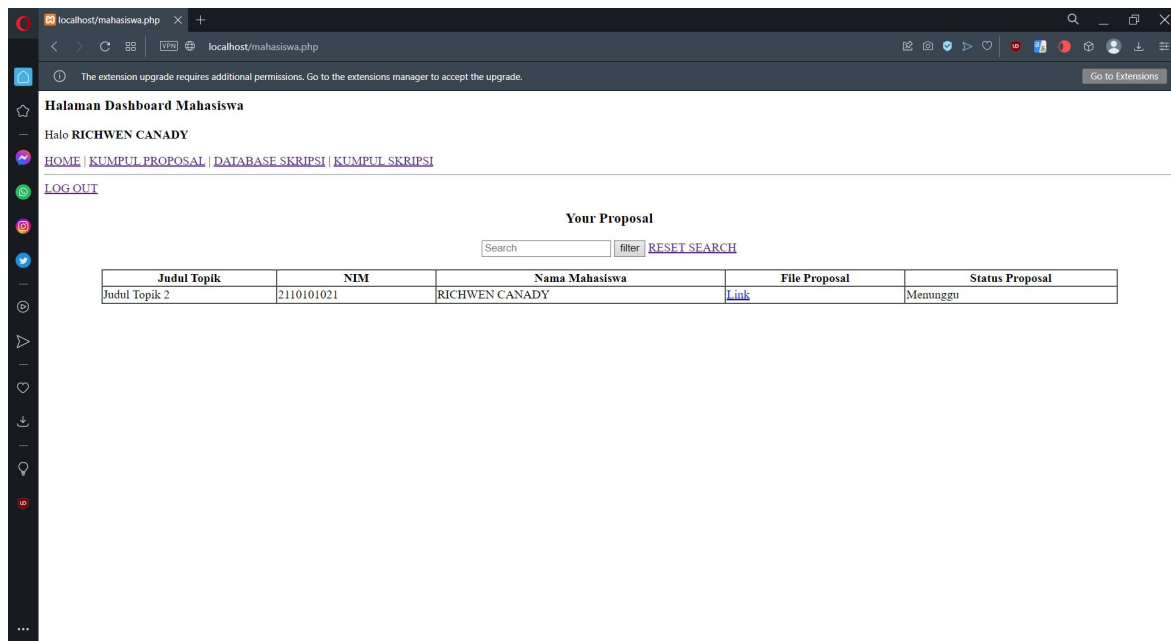 localhost/mahasiswa.php
VPN localhost/mahasiswa.php
The extension upgrade requires additional permissions. Go to the extensions manager to accept the upgrade. Go to Extensions
Halaman Dashboard Mahasiswa
Halo RICHWEN CANADY
HOME | KUMPUL PROPOSAL | DATABASE SKRIPSI | KUMPUL SKRIPSI
LOG OUT
Your Proposal
Search filter RESET SEARCH
Judul Topik NIM Nama Mahasiswa File Proposal Status Proposal
Judul Topik 2 2110101021 RICHWEN CANADY Link Menunggu